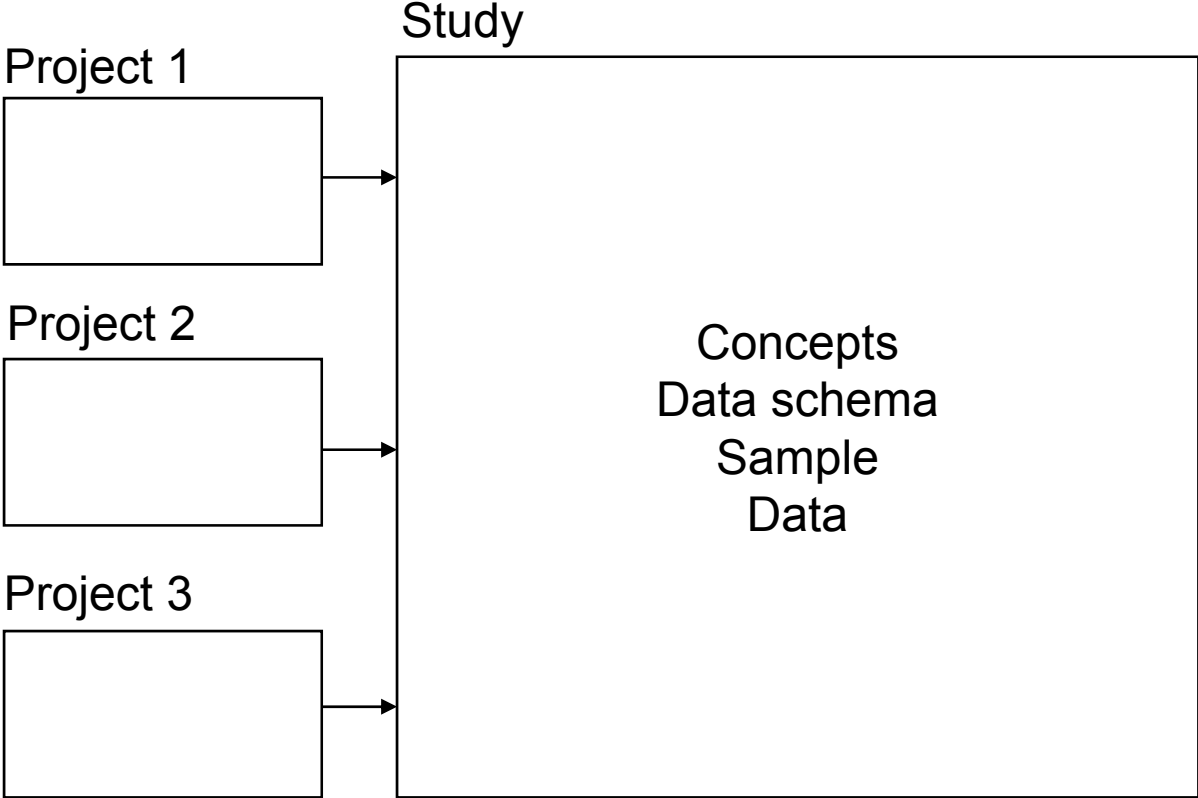 Study
Project 1
Project 2
Project 3
Concepts
Data schema
Sample
Data